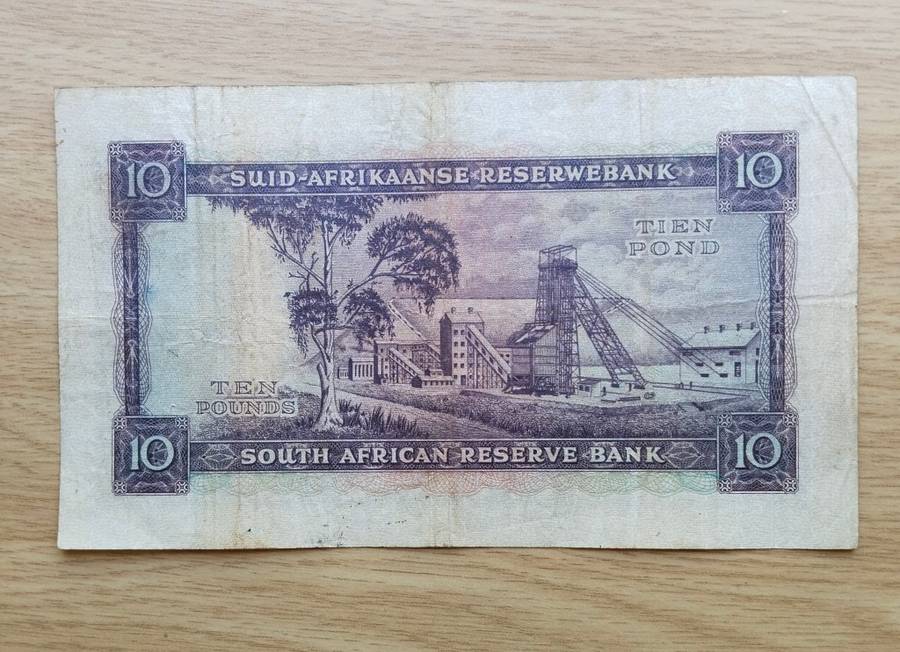 10
10
SUID-AFRIKAANSE RESERWEBANK
TIEN
POND
TEN
POUNDS
10
10
SOUTH AFRICAN RESERVE BANK